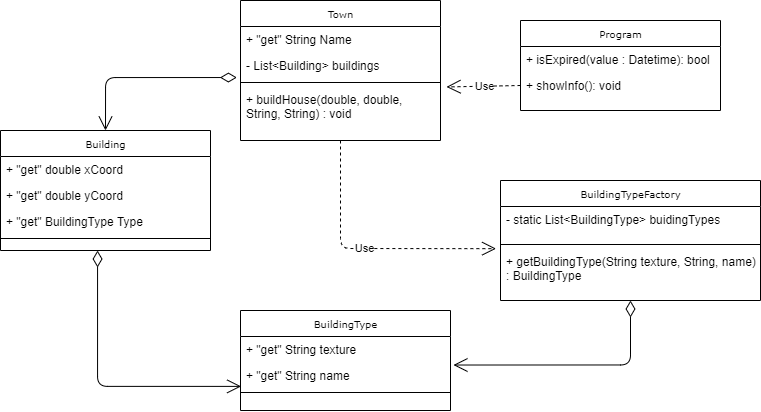 Town
+ "get" String Name
- List<Building> buildings
+ buildHouse(double, double,
String, String) : void
Program
+ isExpired(value : Datetime): bool
+ showInfo(): void
Use
Building
+ "get" double xCoord
+ "get" double yCoord
+ "get" BuildingType Type
BuildingTypeFactory
- static List<BuildingType> buidingTypes
+ getBuildingType(String texture, String, name)
: BuildingType
Use
BuildingType
+ "get" String texture
+ "get" String name